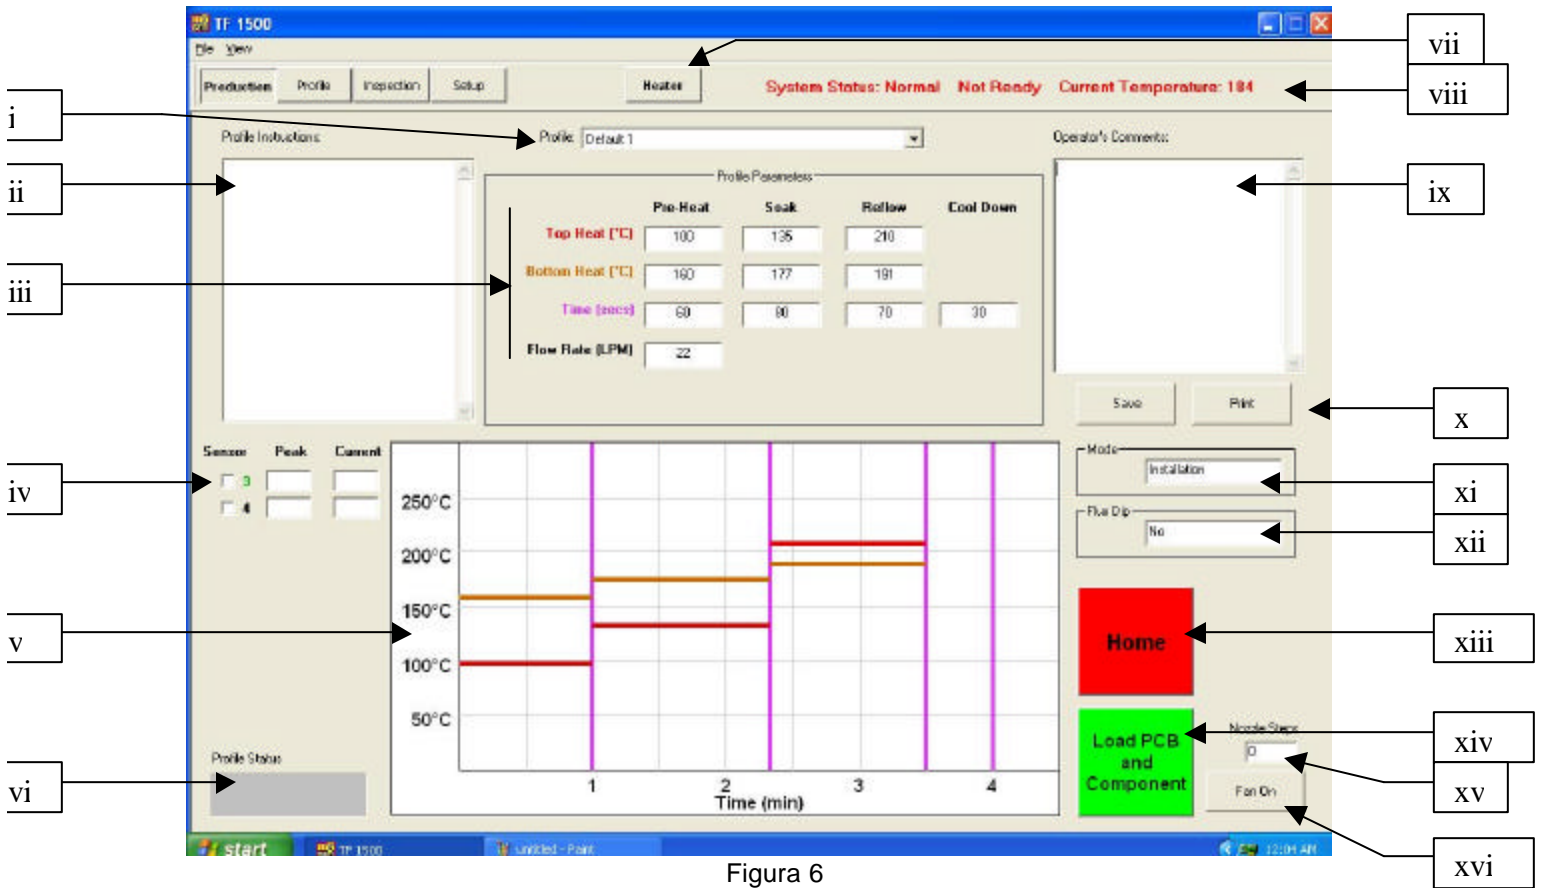 TF 1500
File View
Production Profile Inspection Setup Heater System Status: Normal Not Ready Current Temperature: 184
vii
viii
i
Profile Instructions: Profile: Default 1 Operator's Comments:
ii
ix
Profile Parameters
Pre-Heat Soak Reflow Cool Down
Top Heat (°C) 100 135 210
Bottom Heat (°C) 160 177 191
iii
Time (secs) 60 80 70 30
Flow Rate (LPM) 22
Save Print
x
Sensor Peak Current
3
4
iv
Mode
Installation
xi
Flux Dip
No
xii
250°C
200°C
150°C
100°C
50°C
v
1 2 3 4
Time (min)
Home
xiii
Load PCB
and
Component
xiv
Nozzle Steps
0
xv
Fan On
xvi
Profile Status
vi
start TF 1500 untitled - Paint 12:04 AM
Figura 6